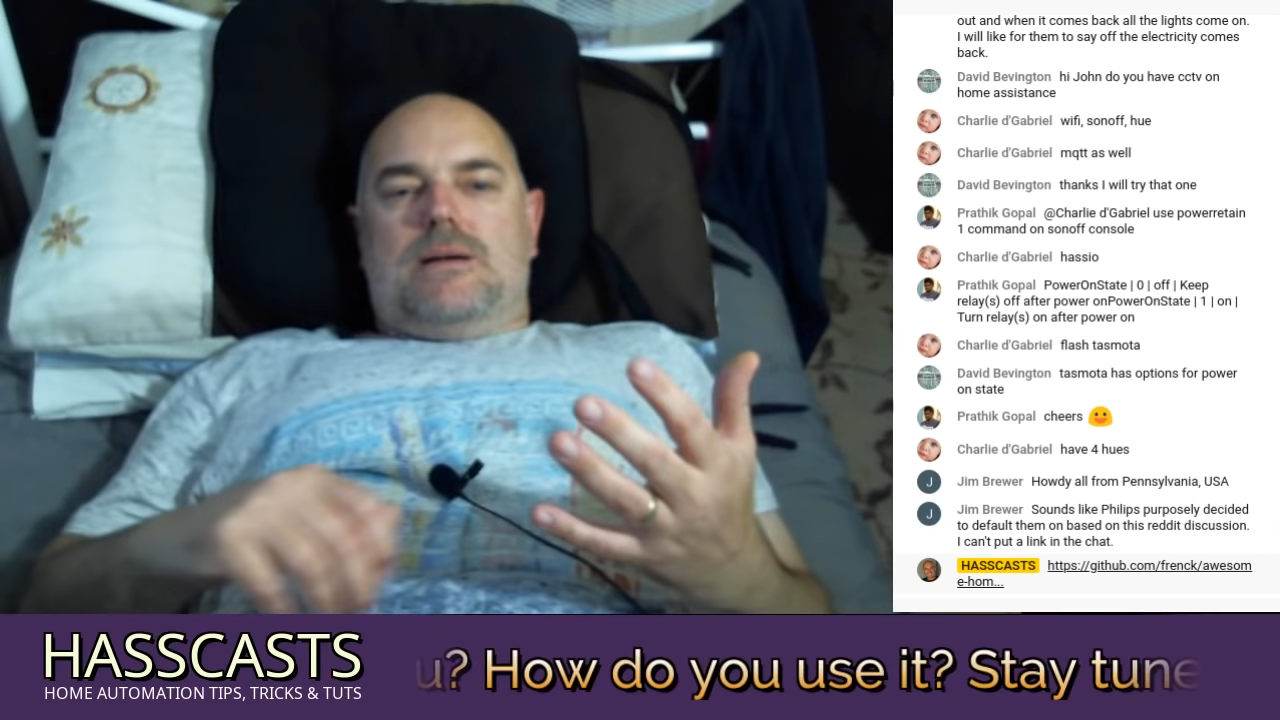 out and when it comes back all the lights come on.
I will like for them to say off the electricity comes
back.
David Bevington hi John do you have cctv on
home assistance
Charlie d'Gabriel wifi, sonoff, hue
Charlie d'Gabriel mqtt as well
David Bevington thanks I will try that one
Prathik Gopal @Charlie d'Gabriel use powerretain
1 command on sonoff console
Charlie d'Gabriel hassio
Prathik Gopal PowerOnState | 0 | off | Keep
relay(s) off after power onPowerOnState | 1 | on |
Turn relay(s) on after power on
Charlie d'Gabriel flash tasmota
David Bevington tasmota has options for power
on state
Prathik Gopal cheers
Charlie d'Gabriel have 4 hues
J
Jim Brewer Howdy all from Pennsylvania, USA
J
Jim Brewer Sounds like Philips purposely decided
to default them on based on this reddit discussion.
I can't put a link in the chat.
HASSCASTS https://github.com/frenck/awesom
e-hom...
HASSCASTS
HOME AUTOMATION TIPS, TRICKS & TUTS
u? How do you use it? Stay tune